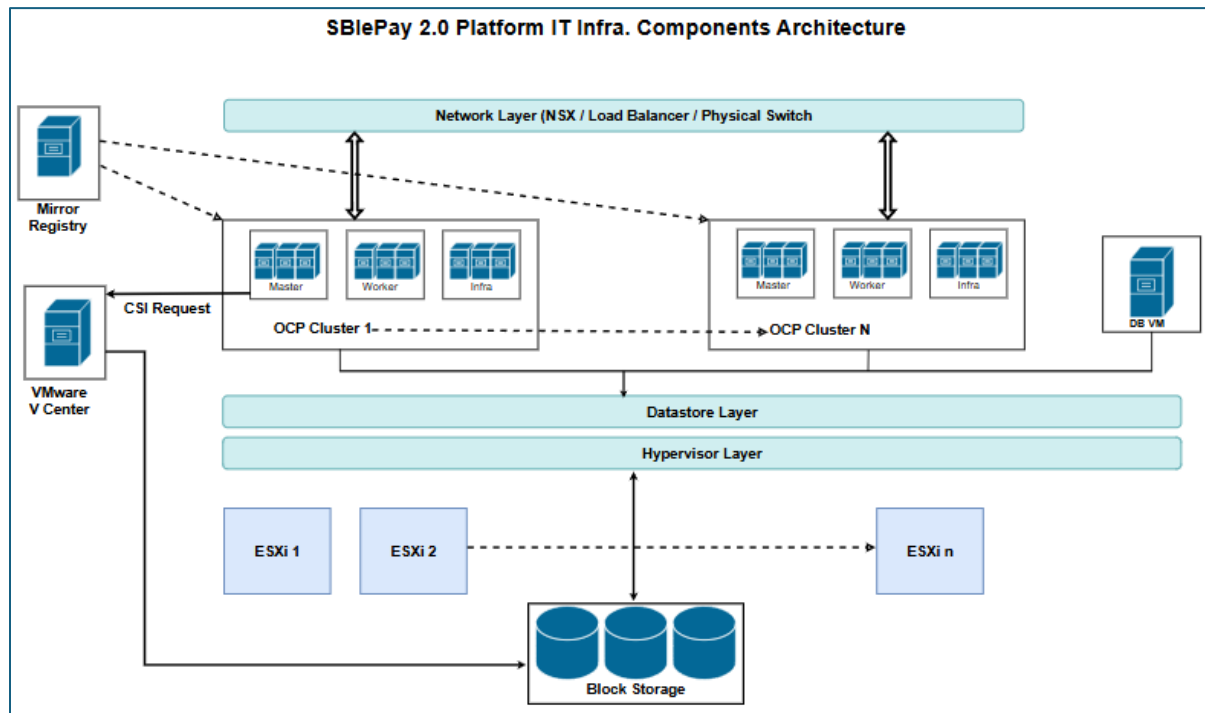 SBIePay 2.0 Platform IT Infra. Components Architecture
Network Layer (NSX / Load Balancer / Physical Switch
Mirror
Registry
Master
Worker
Infra
OCP Cluster 1
Master
Worker
Infra
OCP Cluster N
DB VM
CSI Request
VMware
V Center
Datastore Layer
Hypervisor Layer
ESXi 1
ESXi 2
ESXi n
Block Storage